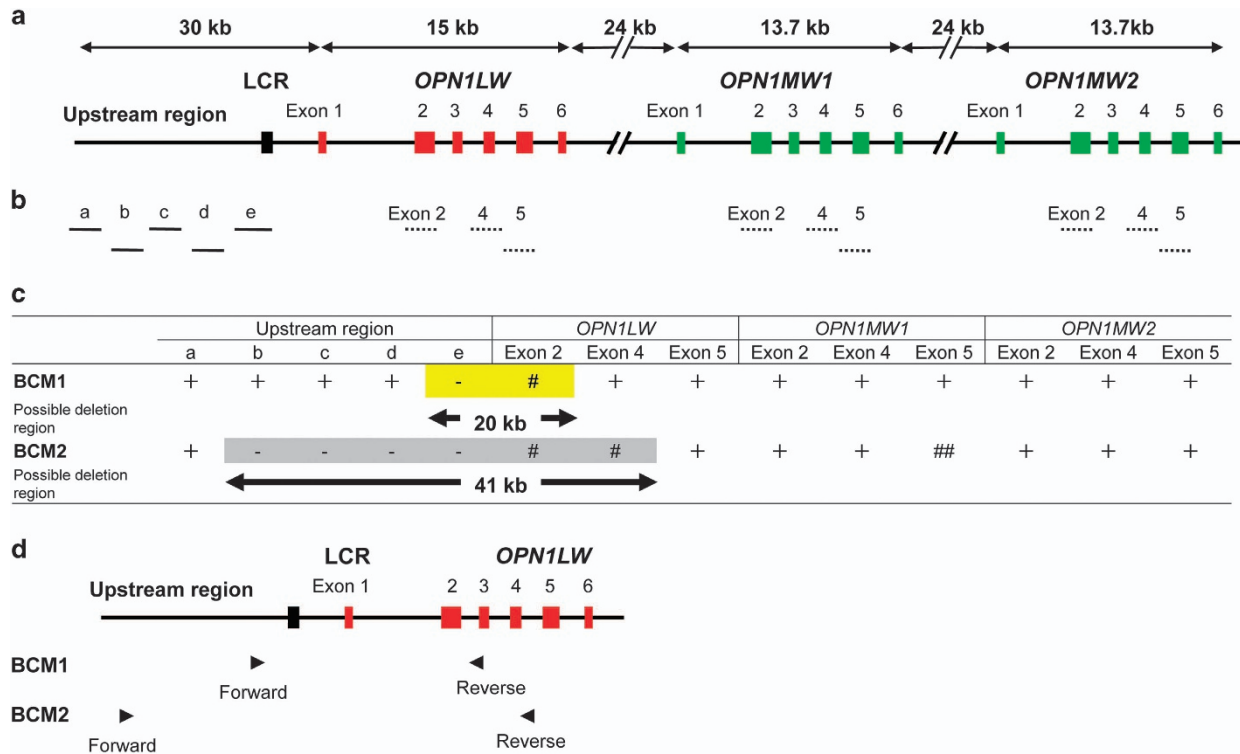 a
30 kb 15 kb 24 kb 13.7 kb 24 kb 13.7kb
LCR OPN1LW OPN1MW1 OPN1MW2
Upstream region Exon 1 2 3 4 5 6 Exon 1 2 3 4 5 6 Exon 1 2 3 4 5 6
b
a b c d e Exon 2 4 5 Exon 2 4 5 Exon 2 4 5
c
Upstream region OPN1LW OPN1MW1 OPN1MW2
a b c d e Exon 2 Exon 4 Exon 5 Exon 2 Exon 4 Exon 5 Exon 2 Exon 4 Exon 5
BCM1 + + + + - # + + + + + + + +
Possible deletion
region
20 kb
BCM2 + - - - - # # + + + ## + + +
Possible deletion
region
41 kb
d
LCR OPN1LW
Upstream region Exon 1 2 3 4 5 6
BCM1
Forward Reverse
BCM2
Forward Reverse